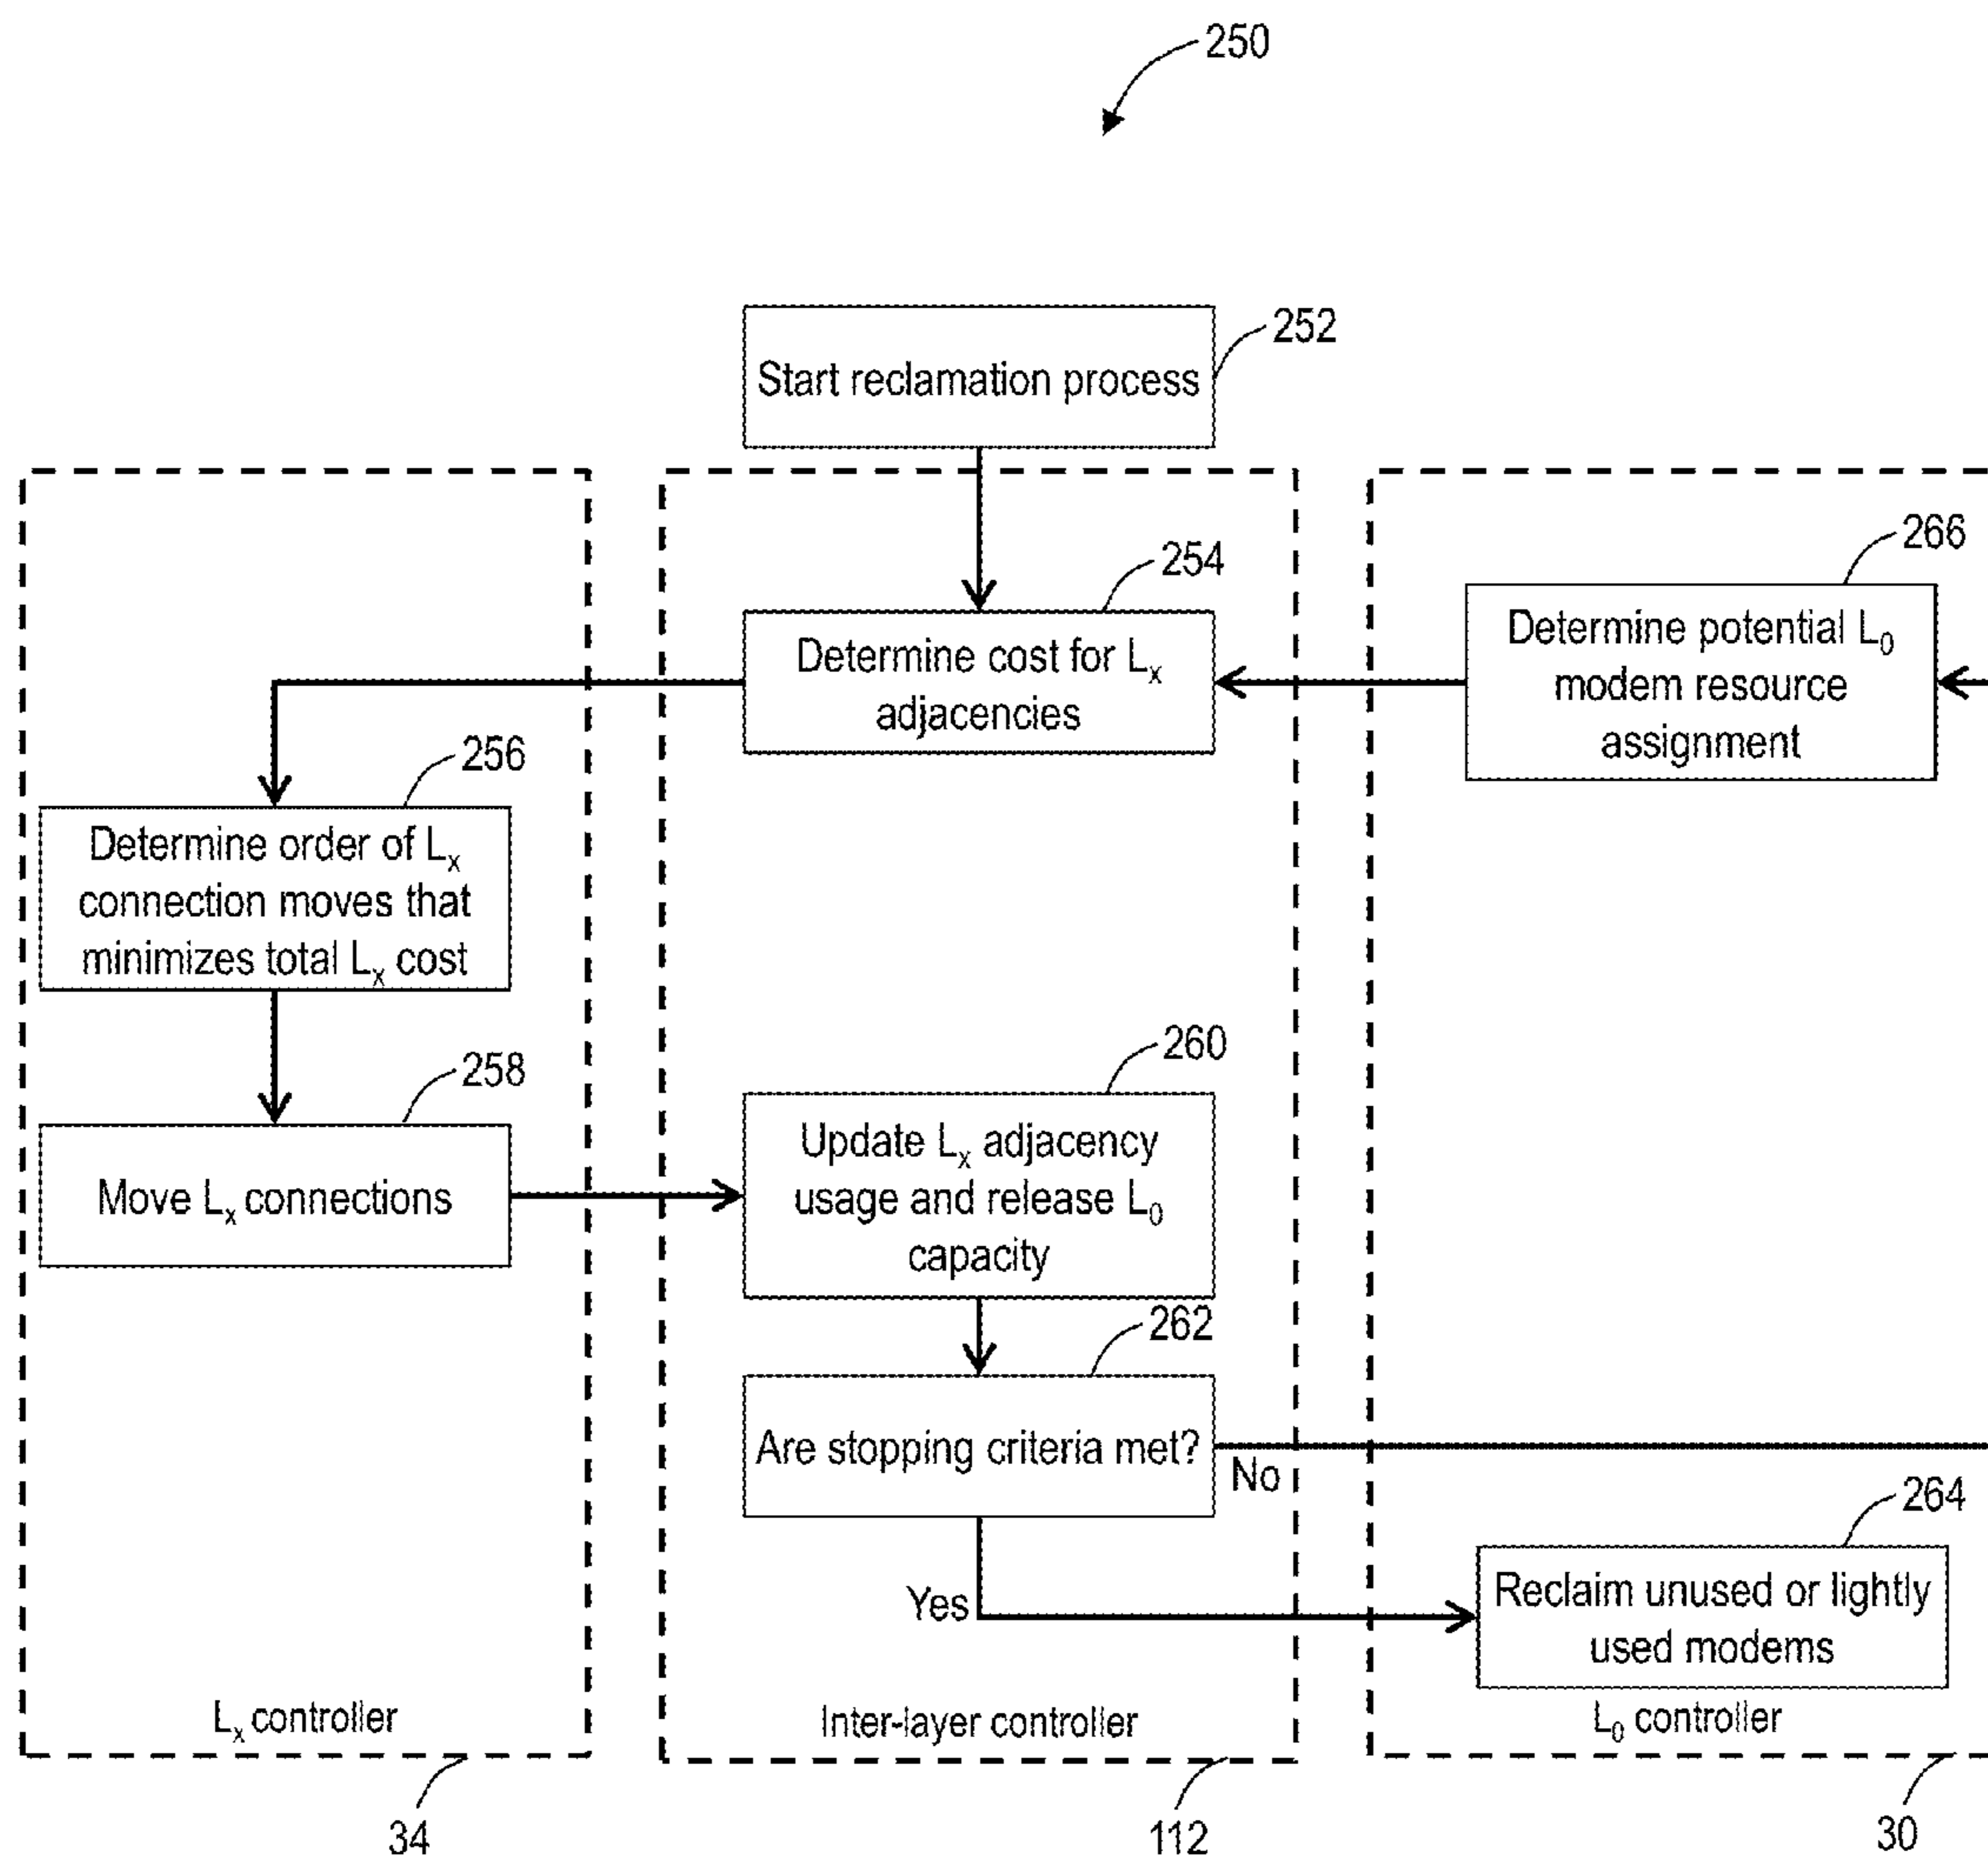 250
252
Start reclamation process
254
Determine cost for Lₓ
adjacencies
266
Determine potential L₀
modem resource
assignment
256
Determine order of Lₓ
connection moves that
minimizes total Lₓ cost
258
Move Lₓ connections
260
Update Lₓ adjacency
usage and release L₀
capacity
262
Are stopping criteria met?
No
Yes
264
Reclaim unused or lightly
used modems
Lₓ controller
Inter-layer controller
L₀ controller
34
112
30